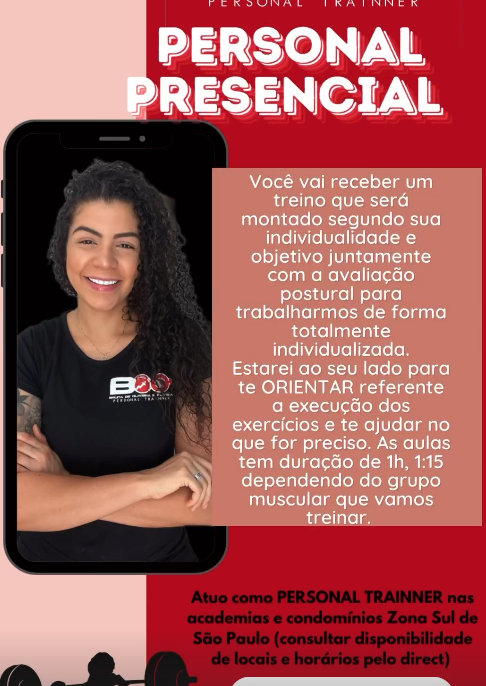 PERSONAL TRAINNER
PERSONAL
PRESENCIAL
Você vai receber um
treino que será
montado segundo sua
individualidade e
objetivo juntamente
com a avaliação
postural para
trabalharmos de forma
totalmente
individualizada.
Estarei ao seu lado para
te ORIENTAR referente
a execução dos
exercícios e te ajudar no
que for preciso. As aulas
tem duração de 1h, 1:15
dependendo do grupo
muscular que vamos
treinar.
PERSONAL TRAINNER
Atuo como PERSONAL TRAINNER nas
academias e condomínios Zona Sul de
São Paulo (consultar disponibilidade
de locais e horários pelo direct)